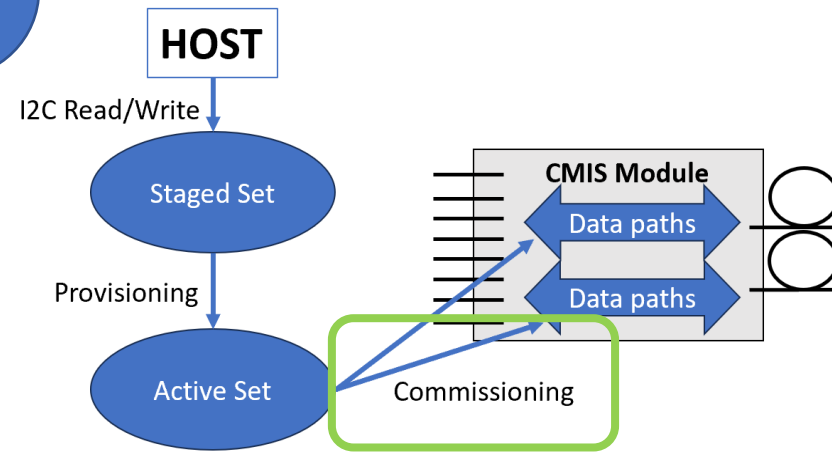 HOST
I2C Read/Write
Staged Set
Provisioning
Active Set
CMIS Module
Data paths
Data paths
Commissioning